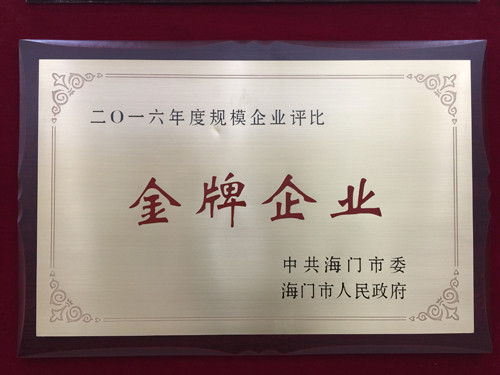 二〇一六年度规模企业评比
金牌企业
中共海门市委
海门市人民政府